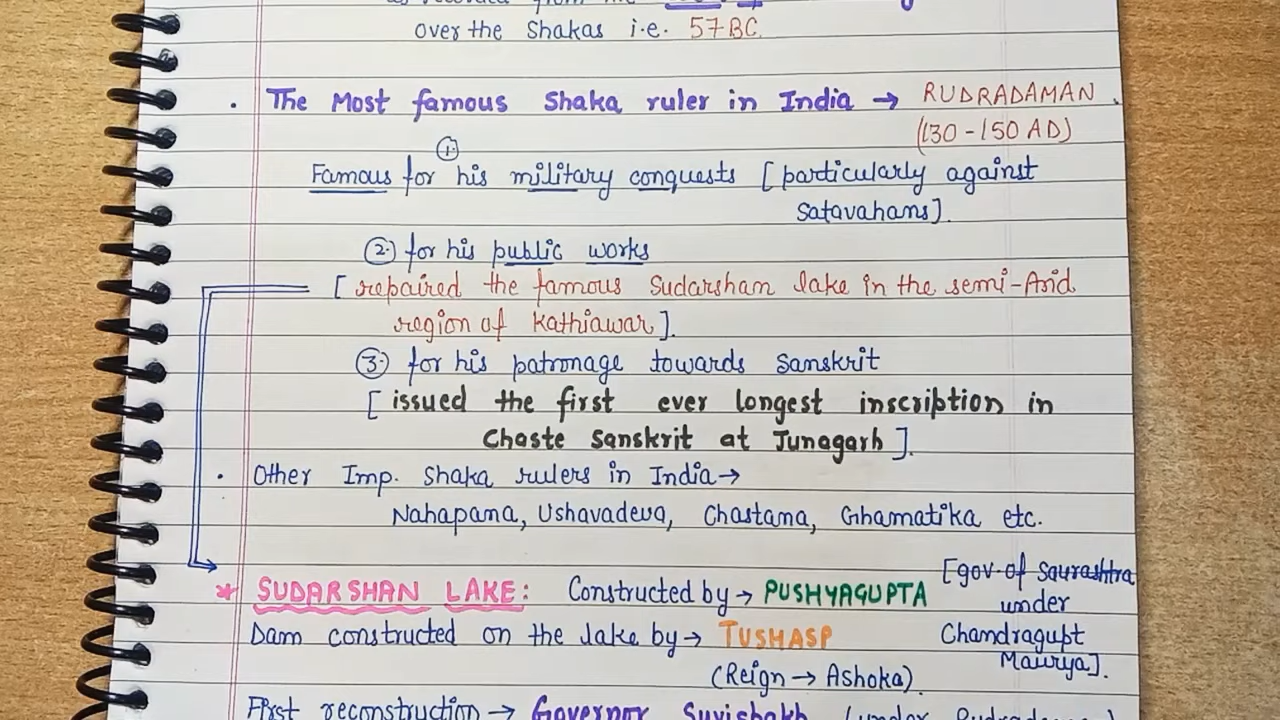 over the Shakas i.e. 57 BC
. The Most famous Shaka ruler in India → RUDRADAMAN.
(130-150 AD)
①
Famous for his military conquests [particularly against
Satavahans].
② for his public works
[repaired the famous Sudarshan lake in the semi-Arid
region of Kathiawar].
③ for his patronage towards Sanskrit
[issued the first ever longest inscription in
Chaste Sanskrit at Junagarh].
· Other Imp. Shaka rulers in India →
Nahapana, Ushavadeva, Chastana, Ghamatika etc.
* SUDARSHAN LAKE: Constructed by → PUSHYAGUPTA [gov. of Saurashtra
under
Dam constructed on the lake by → TUSHASP Chandragupt
Maurya].
(Reign → Ashoka).
First reconstruction → Governor Suvishakh